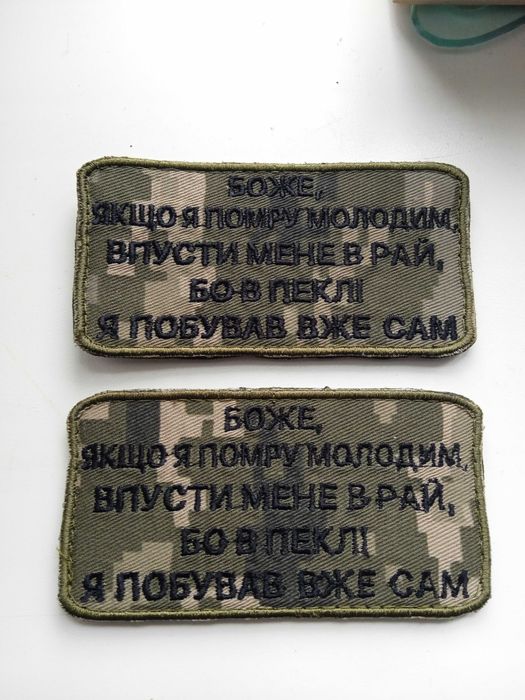 БОЖЕ,
ЯКЩО Я ПОМРУ МОЛОДИМ,
ВПУСТИ МЕНЕ В РАЙ,
БО В ПЕКЛІ
Я ПОБУВАВ ВЖЕ САМ
БОЖЕ,
ЯКЩО Я ПОМРУ МОЛОДИМ,
ВПУСТИ МЕНЕ В РАЙ,
БО В ПЕКЛІ
Я ПОБУВАВ ВЖЕ САМ